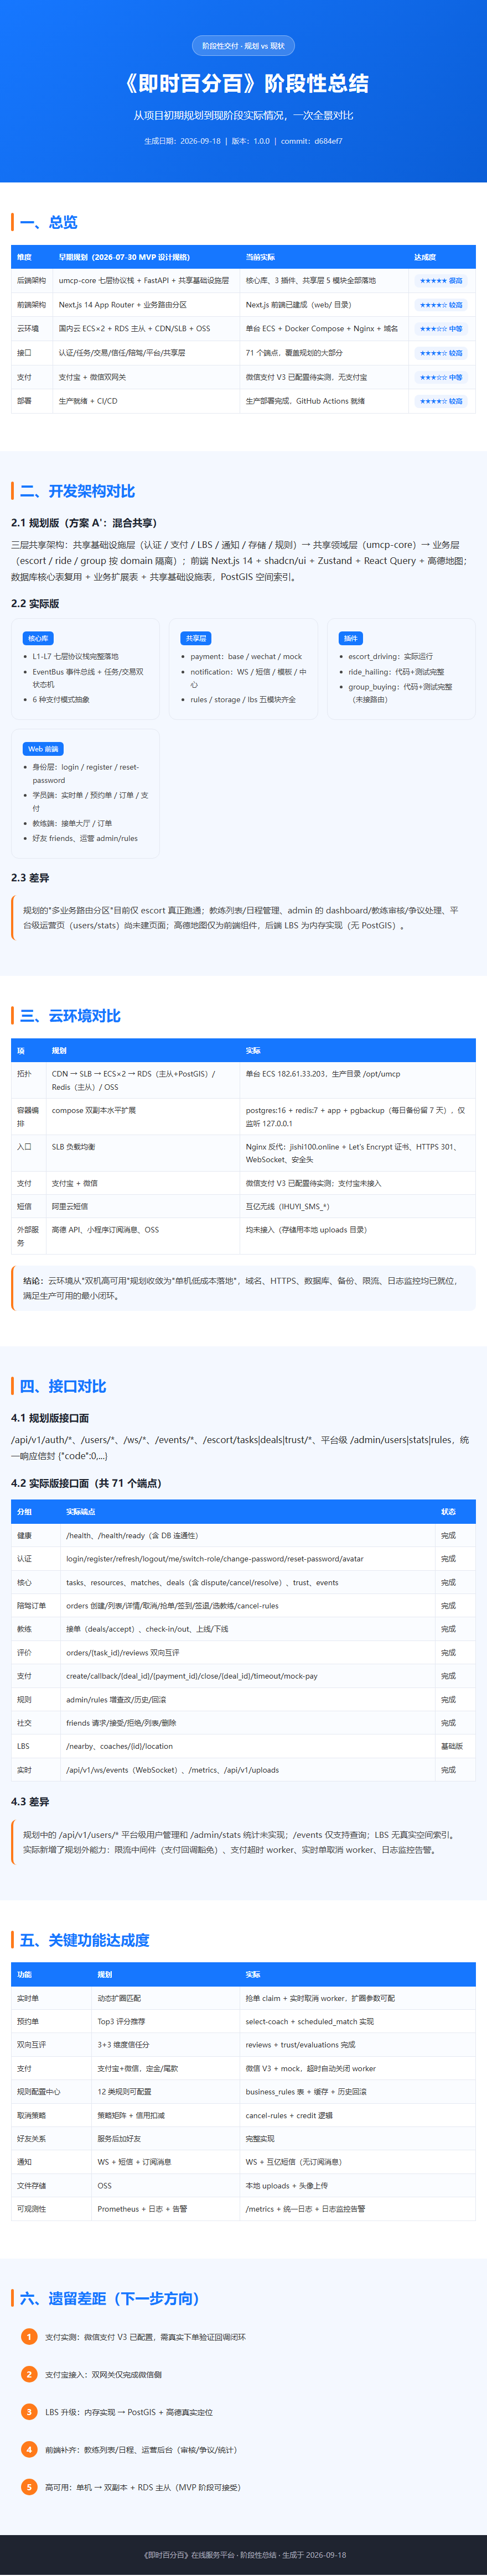 阶段性交付 · 规划 vs 现状
《即时百分百》阶段性总结
从项目初期规划到现阶段实际情况，一次全景对比
生成日期：2026-09-18 | 版本：1.0.0 | commit：d684ef7
一、总览
维度 早期规划（2026-07-30 MVP 设计规格） 当前实际 达成度
后端架构 umcp-core 七层协议栈 + FastAPI + 共享基础设施层 核心库、3 插件、共享层 5 模块全部落地 ★★★★★ 很高
前端架构 Next.js 14 App Router + 业务路由分区 Next.js 前端已建成（web/ 目录） ★★★★☆ 较高
云环境 国内云 ECS×2 + RDS 主从 + CDN/SLB + OSS 单台 ECS + Docker Compose + Nginx + 域名 ★★★☆☆ 中等
接口 认证/任务/交易/信任/陪驾/平台/共享层 71 个端点，覆盖规划的大部分 ★★★★☆ 较高
支付 支付宝 + 微信双网关 微信支付 V3 已配置待实测，无支付宝 ★★★☆☆ 中等
部署 生产就绪 + CI/CD 生产部署完成，GitHub Actions 就绪 ★★★★☆ 较高
二、开发架构对比
2.1 规划版（方案 A'：混合共享）
三层共享架构：共享基础设施层（认证 / 支付 / LBS / 通知 / 存储 / 规则）→ 共享领域层（umcp-core）→ 业务层
（escort / ride / group 按 domain 隔离）；前端 Next.js 14 + shadcn/ui + Zustand + React Query + 高德地图；
数据库核心表复用 + 业务扩展表 + 共享基础设施表，PostGIS 空间索引。
2.2 实际版
核心库
• L1-L7 七层协议栈完整落地
• EventBus 事件总线 + 任务/交易双
状态机
• 6 种支付模式抽象
共享层
• payment：base / wechat / mock
• notification：WS / 短信 / 模板 / 中
心
• rules / storage / lbs 五模块齐全
插件
• escort_driving：实际运行
• ride_hailing：代码+测试完整
• group_buying：代码+测试完整
（未接路由）
Web 前端
• 身份层：login / register / reset-
password
• 学员端：实时单 / 预约单 / 订单 / 支
付
• 教练端：接单大厅 / 订单
• 好友 friends、运营 admin/rules
2.3 差异
规划的"多业务路由分区"目前仅 escort 真正跑通；教练列表/日程管理、admin 的 dashboard/教练审核/争议处理、平
台级运营页（users/stats）尚未建页面；高德地图仅为前端组件，后端 LBS 为内存实现（无 PostGIS）。
三、云环境对比
项 规划 实际
拓扑 CDN → SLB → ECS×2 → RDS（主从+PostGIS）/
Redis（主从）/ OSS 单台 ECS 182.61.33.203，生产目录 /opt/umcp
容器编
排 compose 双副本水平扩展 postgres:16 + redis:7 + app + pgbackup（每日备份留 7 天），仅
监听 127.0.0.1
入口 SLB 负载均衡 Nginx 反代：jishi100.online + Let's Encrypt 证书、HTTPS 301、
WebSocket、安全头
支付 支付宝 + 微信 微信支付 V3 已配置待实测；支付宝未接入
短信 阿里云短信 互亿无线（IHUYI_SMS_*）
外部服
务 高德 API、小程序订阅消息、OSS 均未接入（存储用本地 uploads 目录）
结论：云环境从"双机高可用"规划收敛为"单机低成本落地"，域名、HTTPS、数据库、备份、限流、日志监控均已就位，
满足生产可用的最小闭环。
四、接口对比
4.1 规划版接口面
/api/v1/auth/*、/users/*、/ws/*、/events/*、/escort/tasks|deals|trust/*、平台级 /admin/users|stats|rules，统
一响应信封 {"code":0,...}
4.2 实际版接口面（共 71 个端点）
分组 实际端点 状态
健康 /health、/health/ready（含 DB 连通性） 完成
认证 login/register/refresh/logout/me/switch-role/change-password/reset-password/avatar 完成
核心 tasks、resources、matches、deals（含 dispute/cancel/resolve）、trust、events 完成
陪驾订单 orders 创建/列表/详情/取消/抢单/签到/签退/选教练/cancel-rules 完成
教练 接单（deals/accept）、check-in/out、上线/下线 完成
评价 orders/{task_id}/reviews 双向互评 完成
支付 create/callback/{deal_id}/{payment_id}/close/{deal_id}/timeout/mock-pay 完成
规则 admin/rules 增查改/历史/回滚 完成
社交 friends 请求/接受/拒绝/列表/删除 完成
LBS /nearby、coaches/{id}/location 基础版
实时 /api/v1/ws/events（WebSocket）、/metrics、/api/v1/uploads 完成
4.3 差异
规划中的 /api/v1/users/* 平台级用户管理和 /admin/stats 统计未实现；/events 仅支持查询；LBS 无真实空间索引。
实际新增了规划外能力：限流中间件（支付回调豁免）、支付超时 worker、实时单取消 worker、日志监控告警。
五、关键功能达成度
功能 规划 实际
实时单 动态扩圈匹配 抢单 claim + 实时取消 worker，扩圈参数可配
预约单 Top3 评分推荐 select-coach + scheduled_match 实现
双向互评 3+3 维度信任分 reviews + trust/evaluations 完成
支付 支付宝+微信，定金/尾款 微信 V3 + mock，超时自动关闭 worker
规则配置中心 12 类规则可配置 business_rules 表 + 缓存 + 历史回滚
取消策略 策略矩阵 + 信用扣减 cancel-rules + credit 逻辑
好友关系 服务后加好友 完整实现
通知 WS + 短信 + 订阅消息 WS + 互亿短信（无订阅消息）
文件存储 OSS 本地 uploads + 头像上传
可观测性 Prometheus + 日志 + 告警 /metrics + 统一日志 + 日志监控告警
六、遗留差距（下一步方向）
1 支付实测：微信支付 V3 已配置，需真实下单验证回调闭环
2 支付宝接入：双网关仅完成微信侧
3 LBS 升级：内存实现 → PostGIS + 高德真实定位
4 前端补齐：教练列表/日程、运营后台（审核/争议/统计）
5 高可用：单机 → 双副本 + RDS 主从（MVP 阶段可接受）
《即时百分百》在线服务平台 · 阶段性总结 · 生成于 2026-09-18